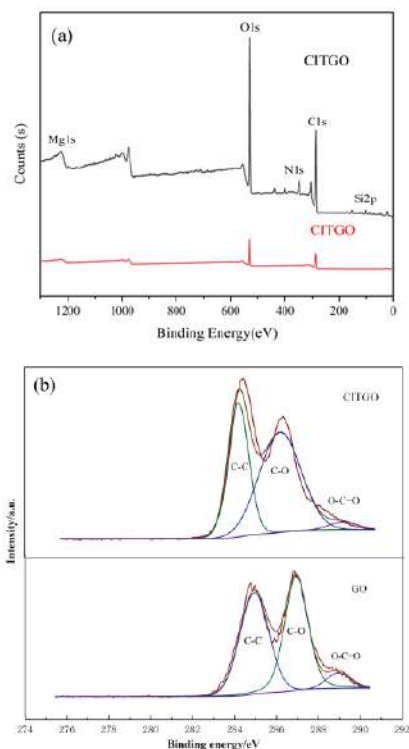 (a)
O1s
CITGO
C1s
Mg1s
N1s
Si2p
CITGO
Counts (s)
1200 1000 800 600 400 200 0
Binding Energy(eV)
(b)
CITGO
C-C
C-O
O-C=O
Intensity/a.u.
GO
C-C
C-O
O-C=O
274 276 278 280 282 284 286 288 290 292
Binding energy/eV